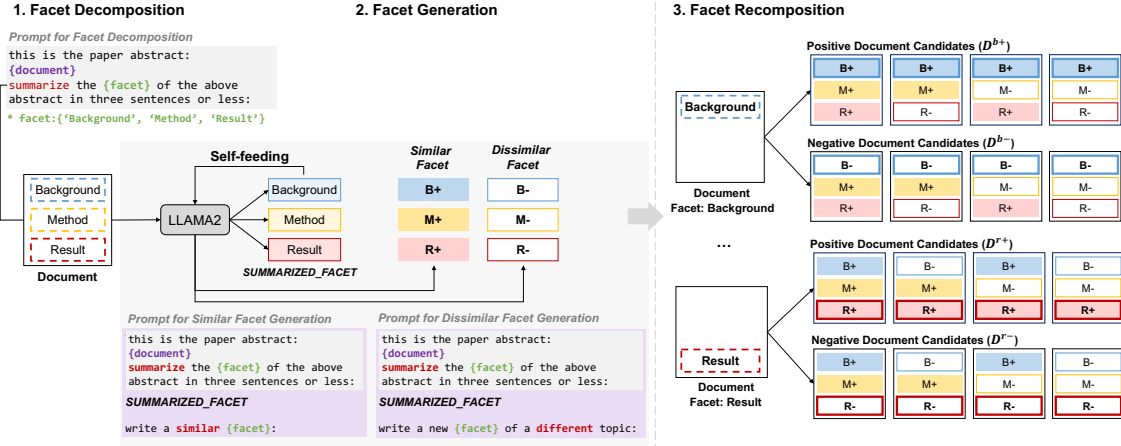 1. Facet Decomposition
Prompt for Facet Decomposition
this is the paper abstract:
{document}
summarize the {facet} of the above
abstract in three sentences or less:
* facet:{‘Background’, ‘Method’, ‘Result’}
Background
Method
Result
Document
2. Facet Generation
Self-feeding
LLAMA2
Background
Method
Result
SUMMARIZED_FACET
Similar
Facet
B+
M+
R+
Dissimilar
Facet
B-
M-
R-
Prompt for Similar Facet Generation
this is the paper abstract:
{document}
summarize the {facet} of the above
abstract in three sentences or less:
SUMMARIZED_FACET
write a similar {facet}:
Prompt for Dissimilar Facet Generation
this is the paper abstract:
{document}
summarize the {facet} of the above
abstract in three sentences or less:
SUMMARIZED_FACET
write a new {facet} of a different topic:
3. Facet Recomposition
Background
Document
Facet: Background
...
Result
Document
Facet: Result
Positive Document Candidates (D^{b+})
B+ B+ B+ B+
M+ M+ M- M-
R+ R- R+ R-
Negative Document Candidates (D^{b-})
B- B- B- B-
M+ M+ M- M-
R+ R- R+ R-
Positive Document Candidates (D^{r+})
B+ B- B+ B-
M+ M+ M- M-
R+ R+ R+ R+
Negative Document Candidates (D^{r-})
B+ B- B+ B-
M+ M+ M- M-
R- R- R- R-